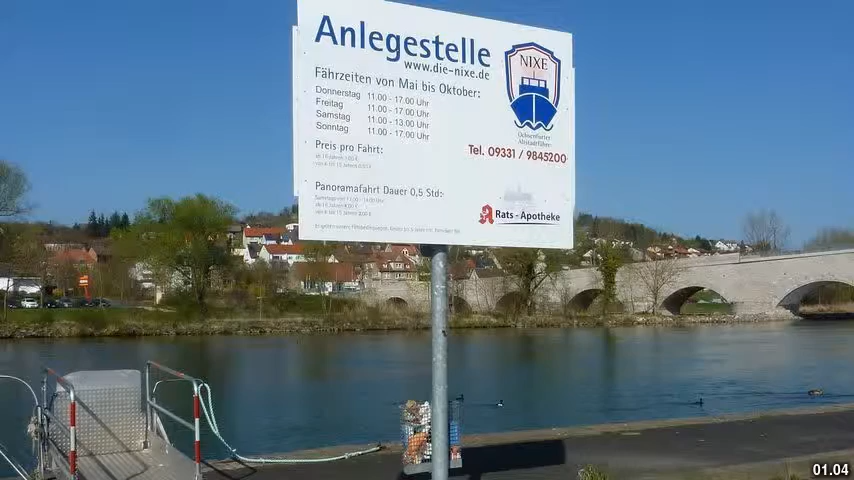 Anlegestelle
www.die-nixe.de
NIXE
Ochsenfurter
Altstadtfähre
Fährzeiten von Mai bis Oktober:
Donnerstag 11.00 - 17.00 Uhr
Freitag 11.00 - 17.00 Uhr
Samstag 11.00 - 13.00 Uhr
Sonntag 11.00 - 17.00 Uhr
Tel. 09331 / 9845200
Preis pro Fahrt:
Panoramafahrt Dauer 0,5 Std:
Rats - Apotheke
01.04